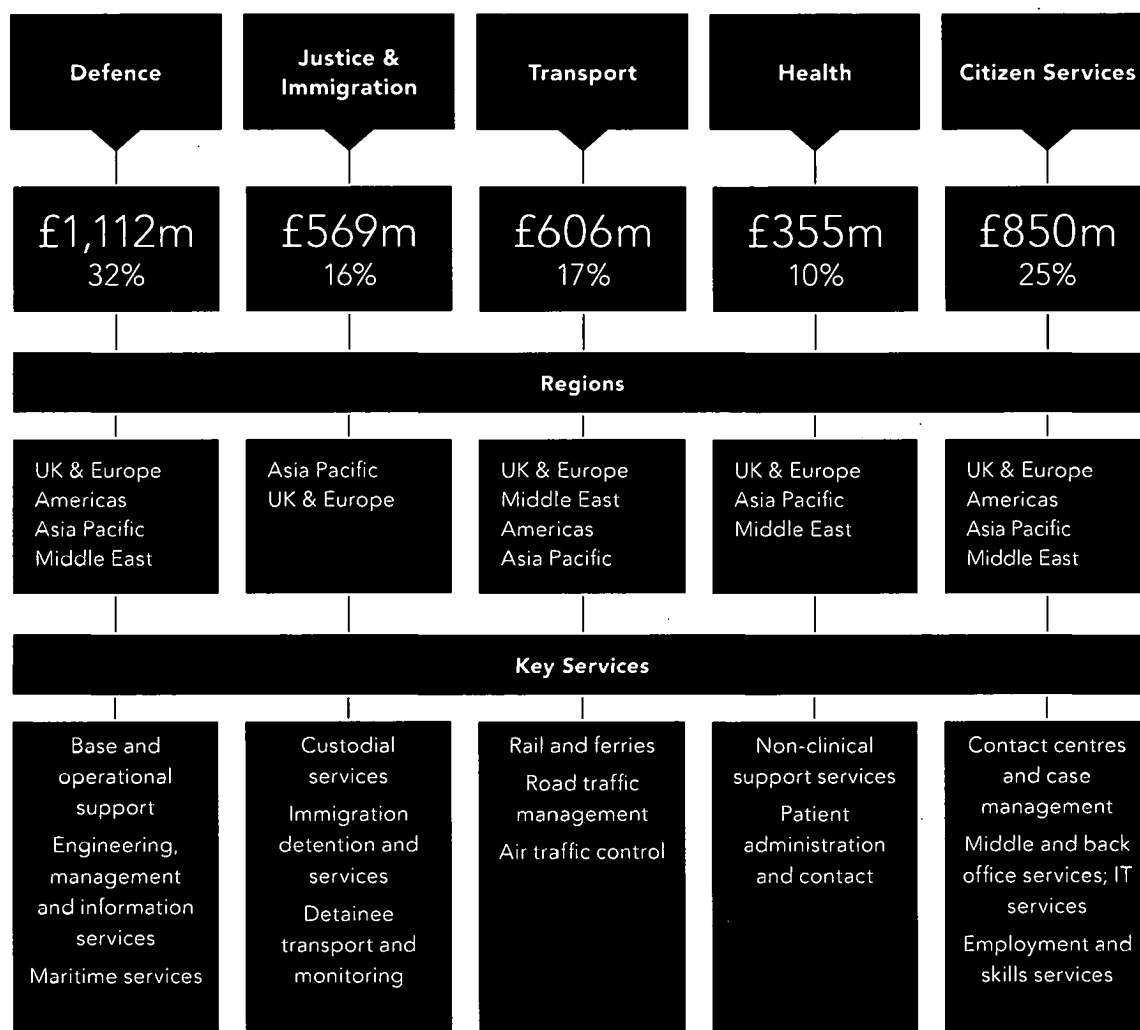 Defence
Justice &
Immigration
Transport
Health
Citizen Services
£1,112m
32%
£569m
16%
£606m
17%
£355m
10%
£850m
25%
Regions
UK & Europe
Americas
Asia Pacific
Middle East
Asia Pacific
UK & Europe
UK & Europe
Middle East
Americas
Asia Pacific
UK & Europe
Asia Pacific
Middle East
UK & Europe
Americas
Asia Pacific
Middle East
Key Services
Base and
operational
support
Engineering,
management
and information
services
Maritime services
Custodial
services
Immigration
detention and
services
Detainee
transport and
monitoring
Rail and ferries
Road traffic
management
Air traffic control
Non-clinical
support services
Patient
administration
and contact
Contact centres
and case
management
Middle and back
office services; IT
services
Employment and
skills services